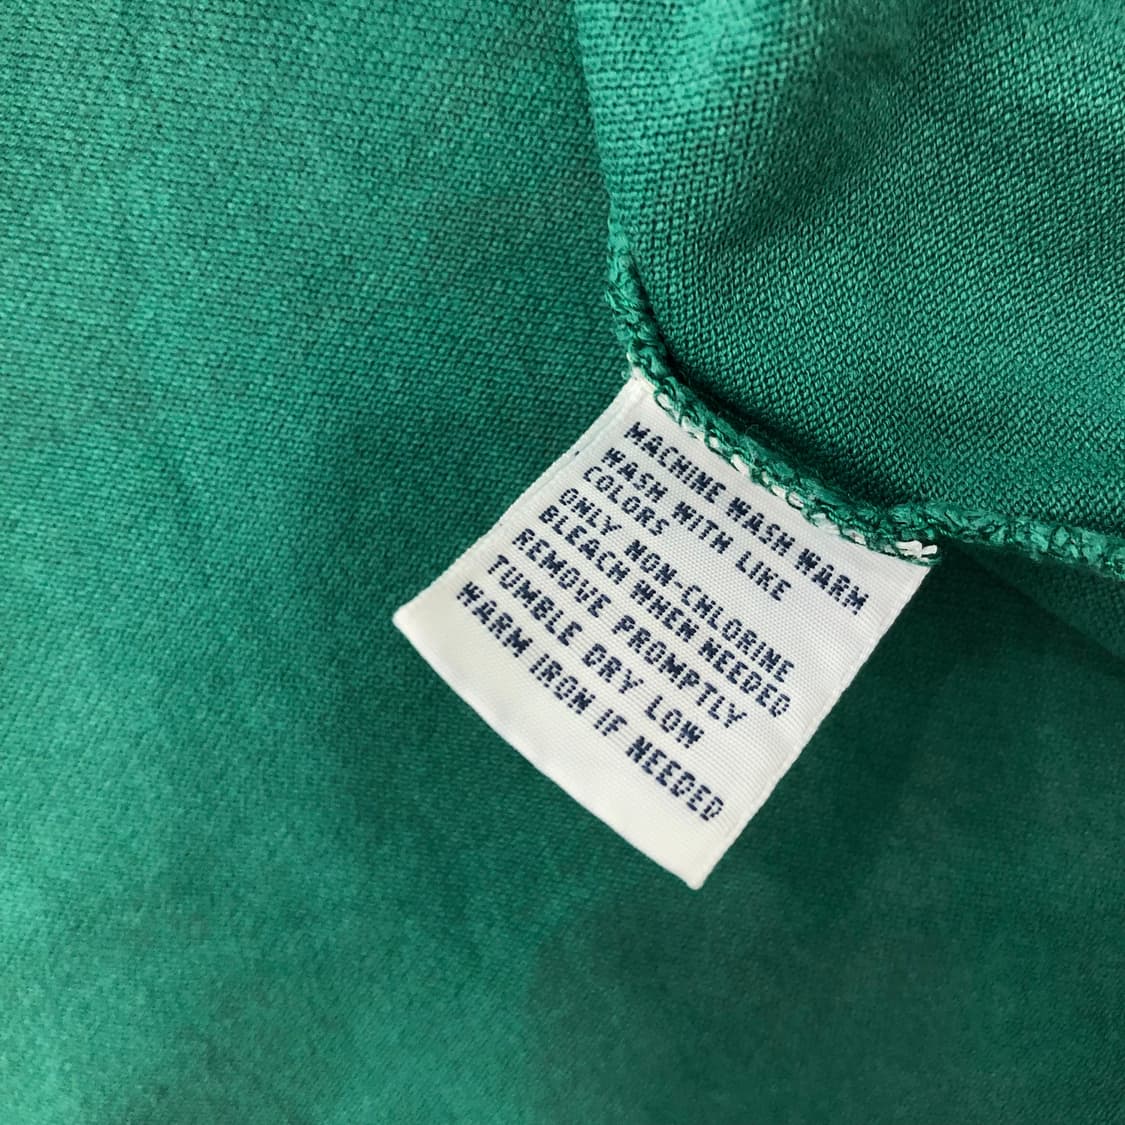 MACHINE WASH WARM
WASH WITH LIKE
COLORS
ONLY NON-CHLORINE
BLEACH WHEN NEEDED
REMOVE PROMPTLY
TUMBLE DRY LOW
WARM IRON IF NEEDED